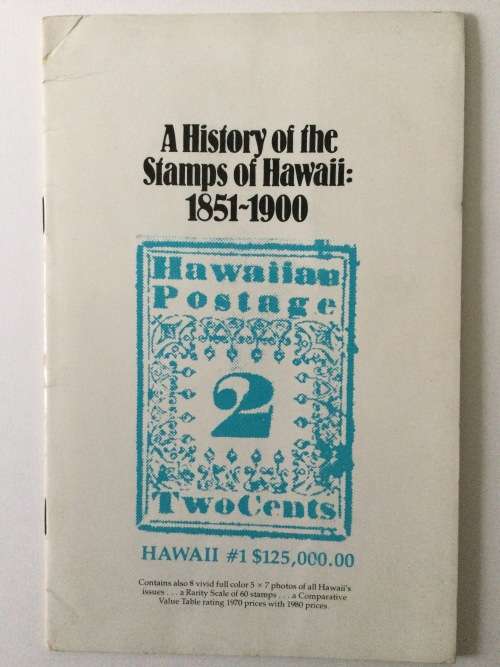 A History of the
Stamps of Hawaii:
1851~1900
Hawaiian
Postage
2
TwoCents
HAWAII #1 $125,000.00
Contains also 8 vivid full color 5 × 7 photos of all Hawaii's
issues . . . a Rarity Scale of 60 stamps . . . a Comparative
Value Table rating 1970 prices with 1980 prices.